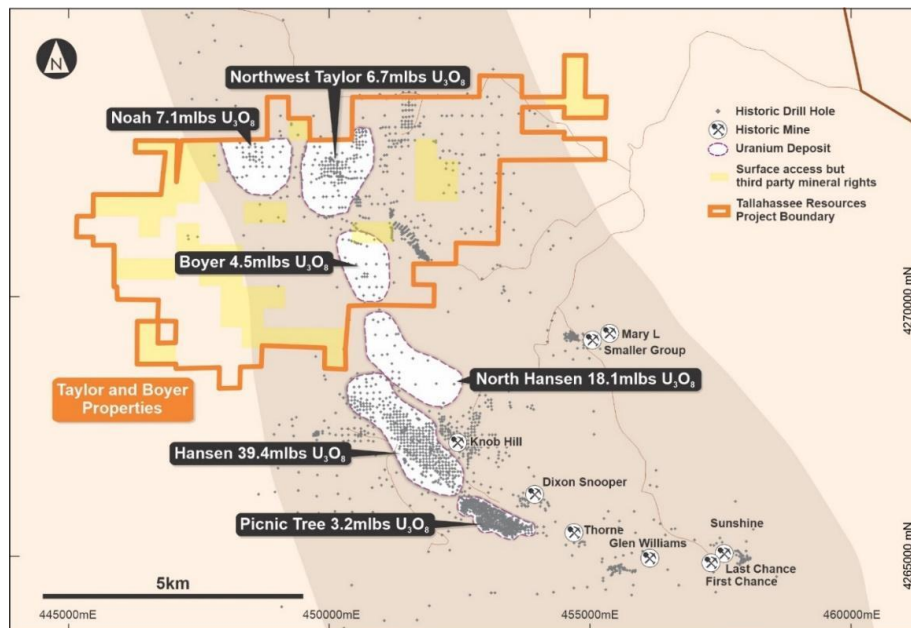 N
Northwest Taylor 6.7mlbs U₃O₈
Noah 7.1mlbs U₃O₈
Historic Drill Hole
Historic Mine
Uranium Deposit
Surface access but
third party mineral rights
Tallahassee Resources
Project Boundary
Boyer 4.5mlbs U₃O₈
4270000 mN
Mary L
Smaller Group
Taylor and Boyer
Properties
North Hansen 18.1mlbs U₃O₈
Knob Hill
Hansen 39.4mlbs U₃O₈
Dixon Snooper
Picnic Tree 3.2mlbs U₃O₈
Thorne
Sunshine
Glen Williams
Last Chance
First Chance
4265000 mN
5km
445000mE
450000mE
455000mE
460000mE